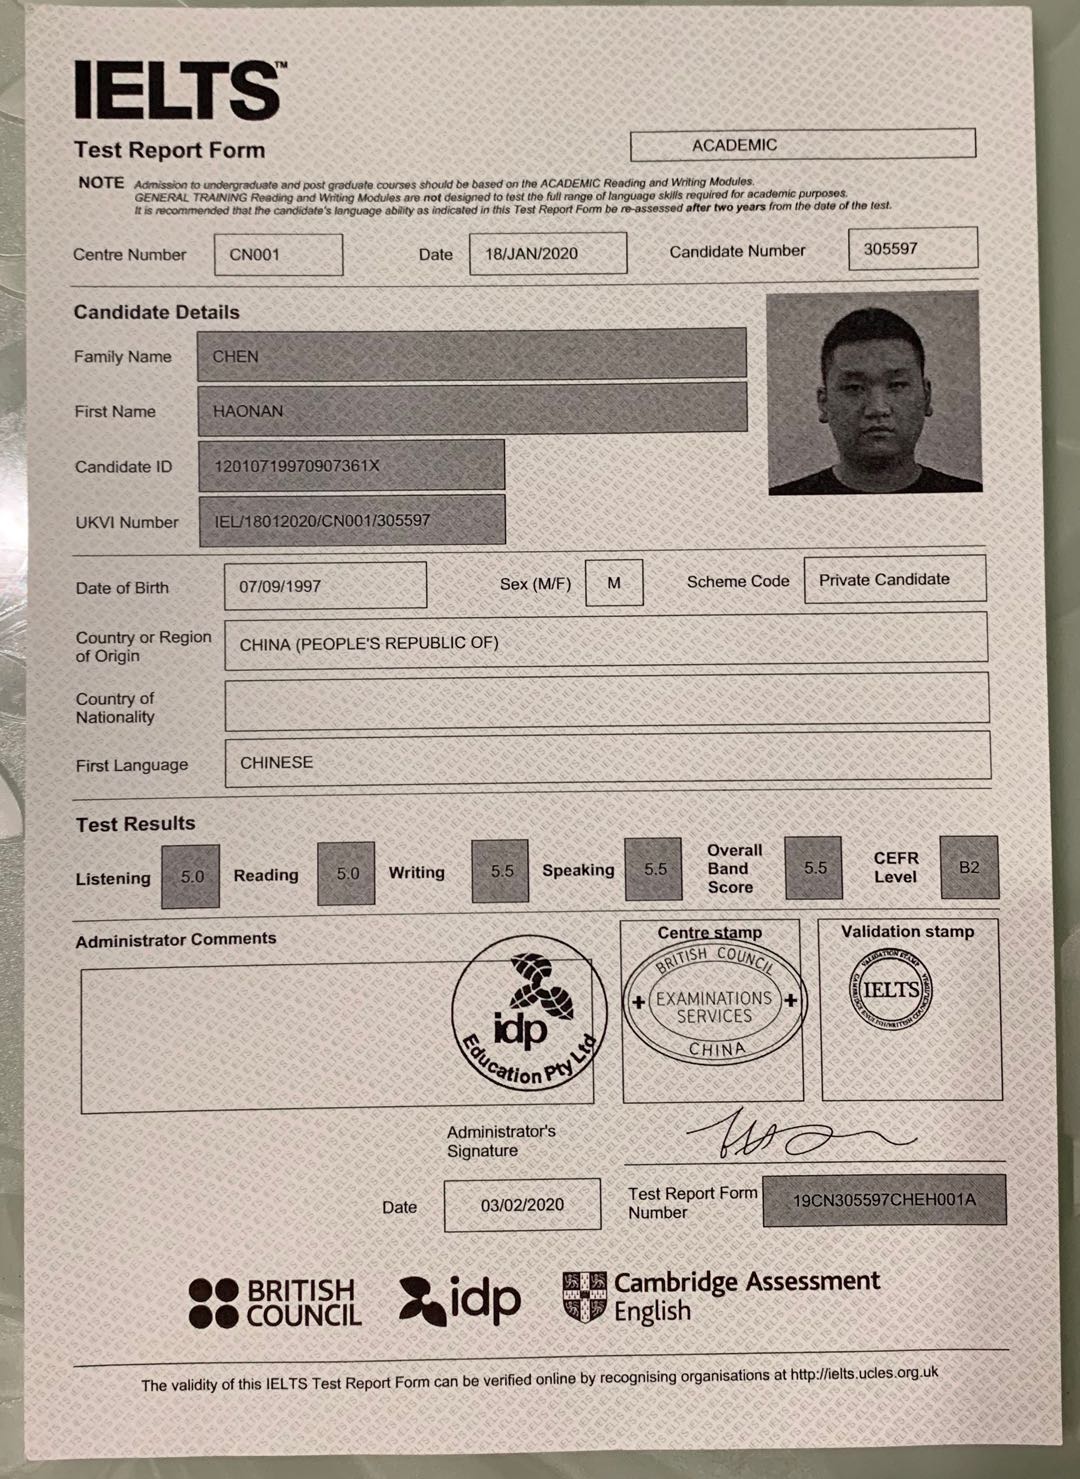 IELTS™
Test Report Form
ACADEMIC
NOTE Admission to undergraduate and post graduate courses should be based on the ACADEMIC Reading and Writing Modules.
GENERAL TRAINING Reading and Writing Modules are not designed to test the full range of language skills required for academic purposes.
It is recommended that the candidate's language ability as indicated in this Test Report Form be re-assessed after two years from the date of the test.
Centre Number CN001 Date 18/JAN/2020 Candidate Number 305597
Candidate Details
Family Name CHEN
First Name HAONAN
Candidate ID 12010719970907361X
UKVI Number IEL/18012020/CN001/305597
Date of Birth 07/09/1997 Sex (M/F) M Scheme Code Private Candidate
Country or Region
of Origin
CHINA (PEOPLE'S REPUBLIC OF)
Country of
Nationality
First Language CHINESE
Test Results
Listening 5.0 Reading 5.0 Writing 5.5 Speaking 5.5
Overall
Band
Score
5.5
CEFR
Level
B2
Administrator Comments
idp
Education Pty Ltd
Centre stamp
BRITISH COUNCIL
EXAMINATIONS
SERVICES
CHINA
Validation stamp
VALIDATION STAMP
IELTS
Administrator's
Signature
Date 03/02/2020
Test Report Form
Number
19CN305597CHEH001A
BRITISH
COUNCIL
idp
Cambridge Assessment
English
The validity of this IELTS Test Report Form can be verified online by recognising organisations at http://ielts.ucles.org.uk